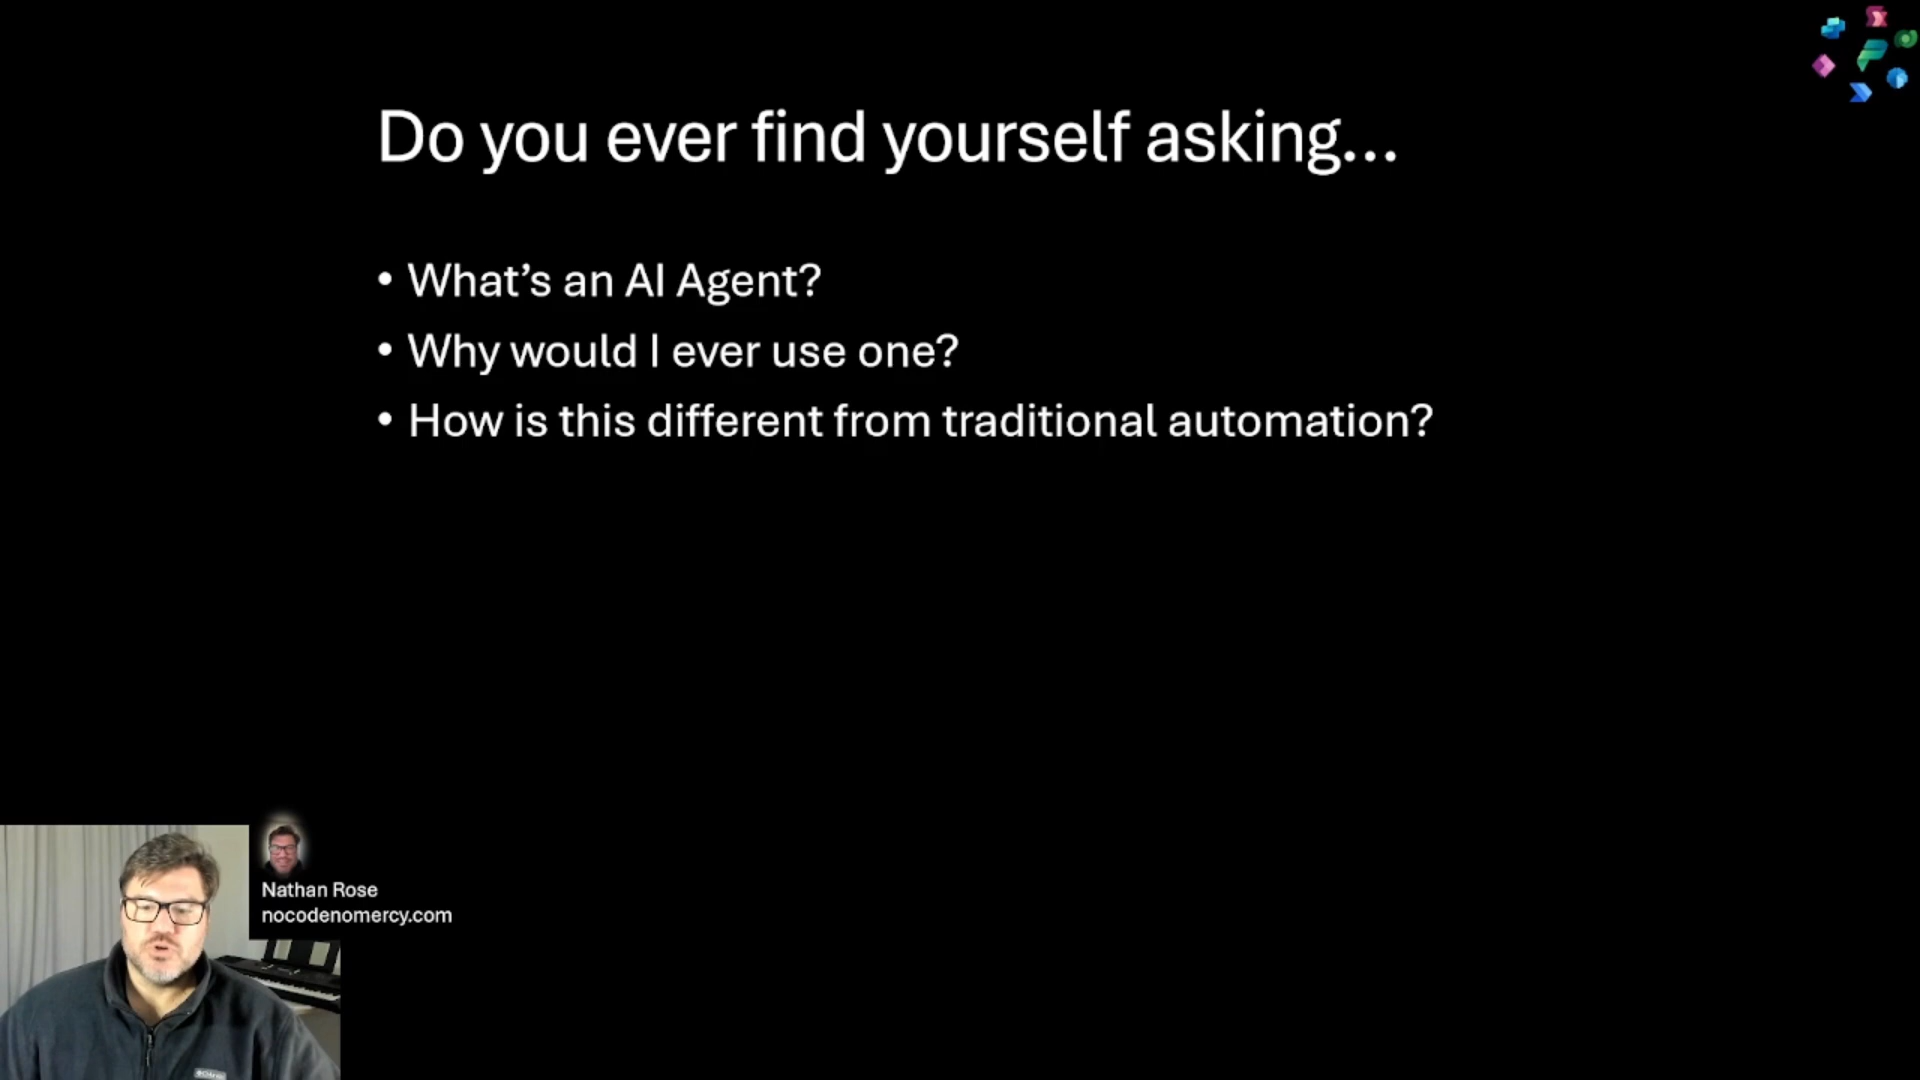 Do you ever find yourself asking...
• What's an AI Agent?
• Why would I ever use one?
• How is this different from traditional automation?
Nathan Rose
nocodenomercy.com